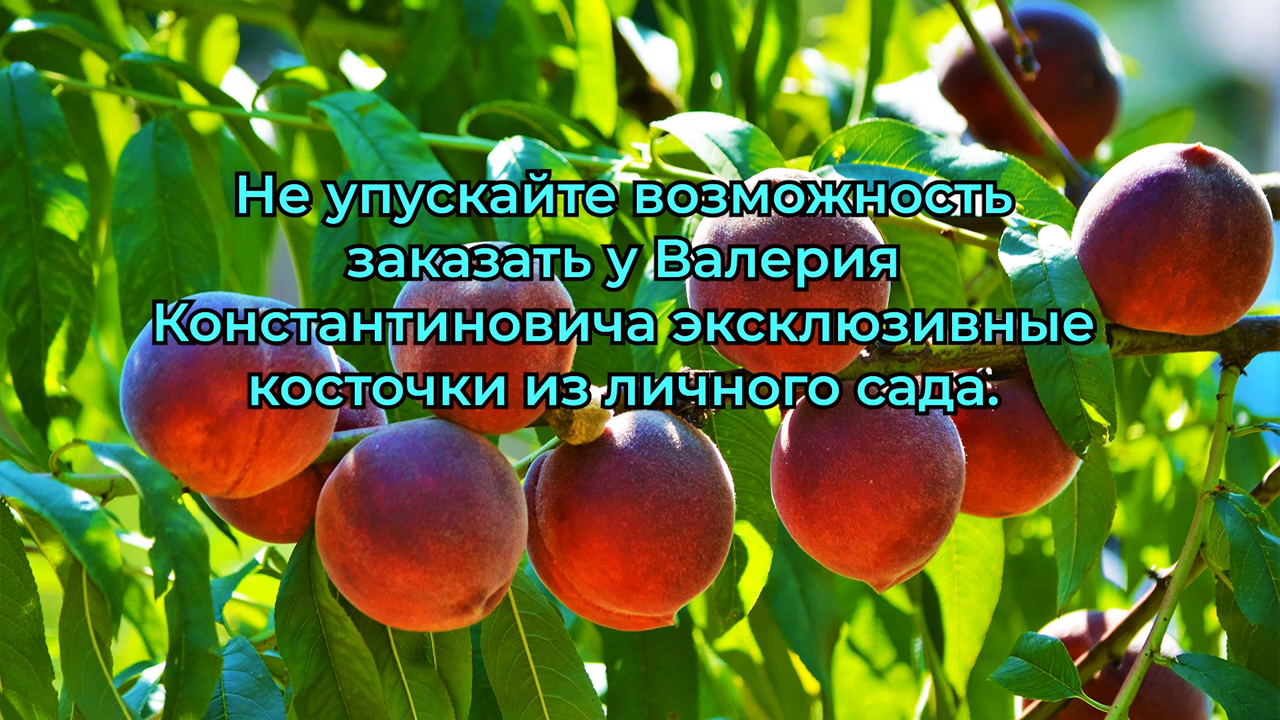 Не упускайте возможность
заказать у Валерия
Константиновича эксклюзивные
косточки из личного сада.